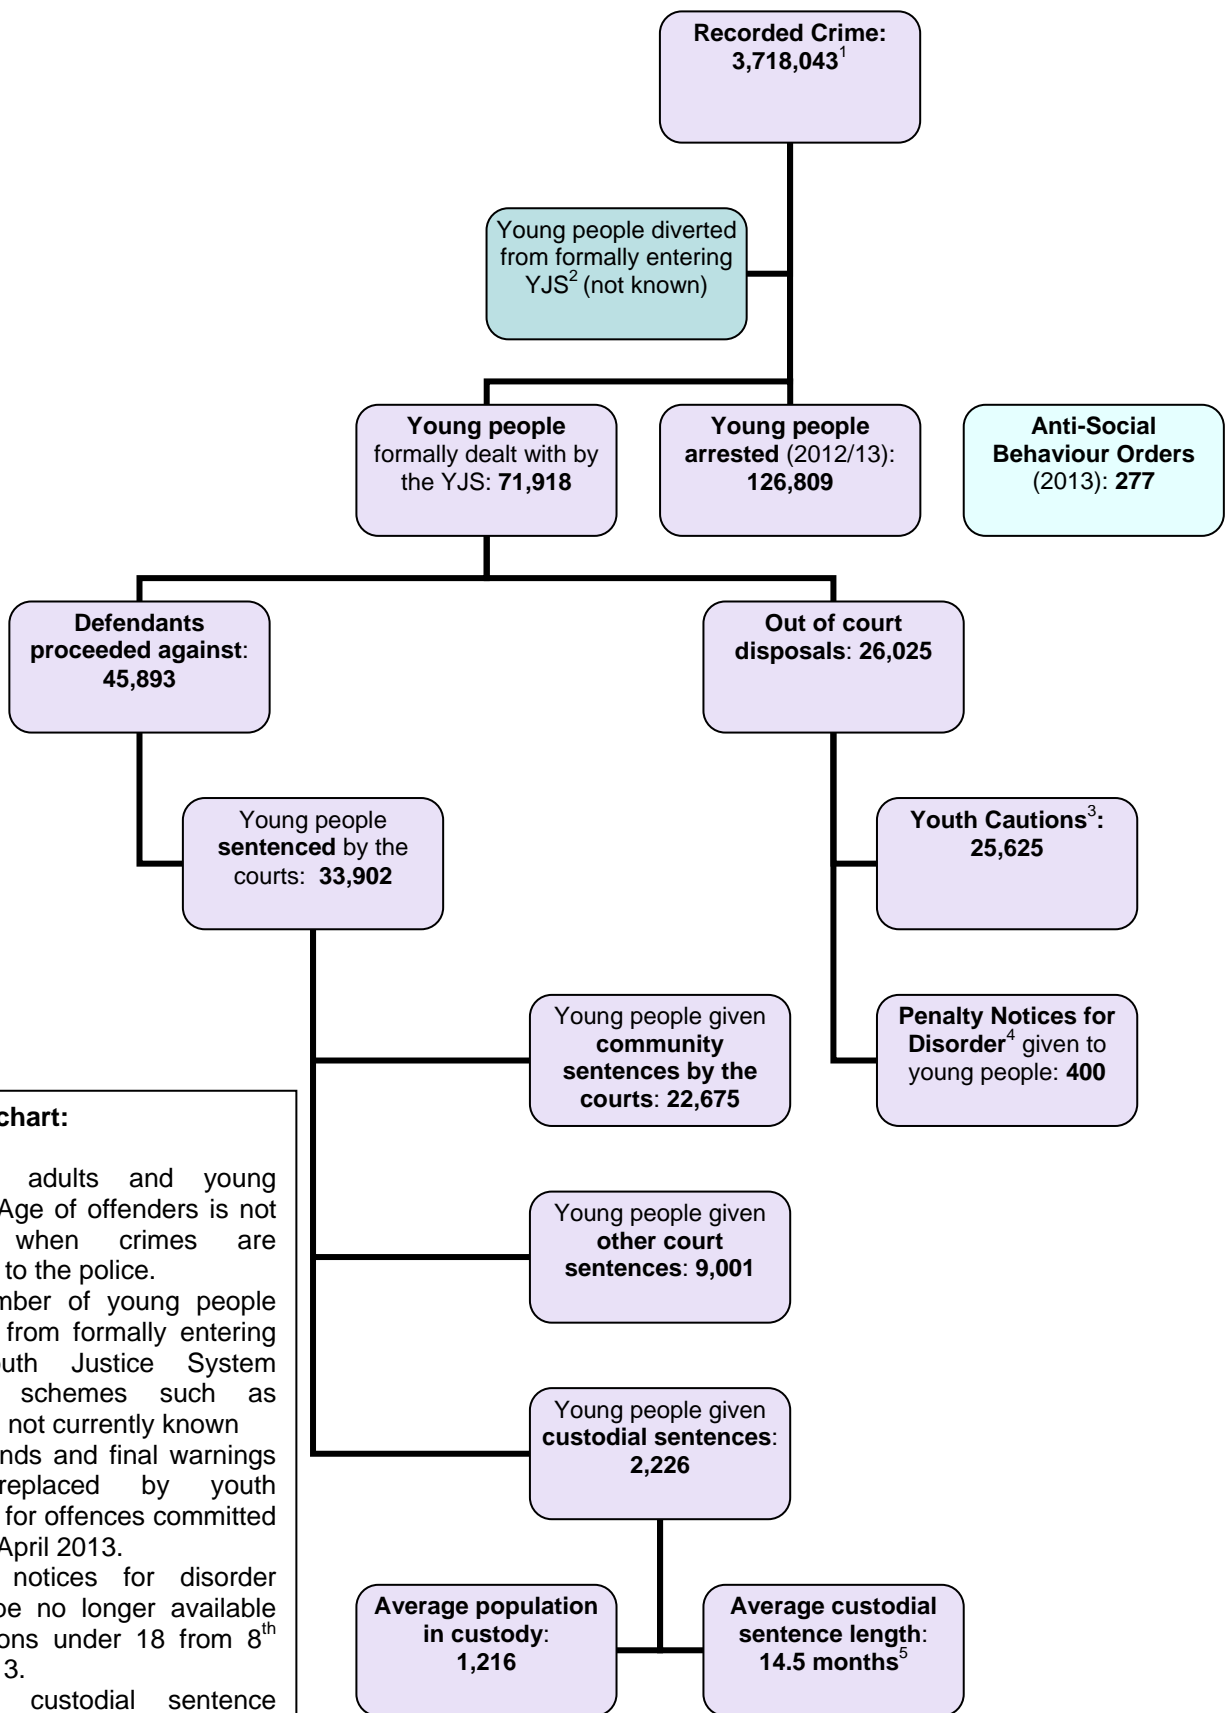 Recorded Crime:
3,718,043¹
Young people diverted
from formally entering
YJS² (not known)
Young people
formally dealt with by
the YJS: 71,918
Young people
arrested (2012/13):
126,809
Anti-Social
Behaviour Orders
(2013): 277
Defendants
proceeded against:
45,893
Out of court
disposals: 26,025
Young people
sentenced by the
courts: 33,902
Youth Cautions³:
25,625
Young people given
community
sentences by the
courts: 22,675
Penalty Notices for
Disorder⁴ given to
young people: 400
Young people given
other court
sentences: 9,001
Young people given
custodial sentences:
2,226
Average population
in custody:
1,216
Average custodial
sentence length:
14.5 months⁵
chart:
adults and young
Age of offenders is not
when crimes are
to the police.
mber of young people
from formally entering
outh Justice System
schemes such as
not currently known
nds and final warnings
replaced by youth
for offences committed
April 2013.
notices for disorder
be no longer available
ons under 18 from 8th
3.
custodial sentence